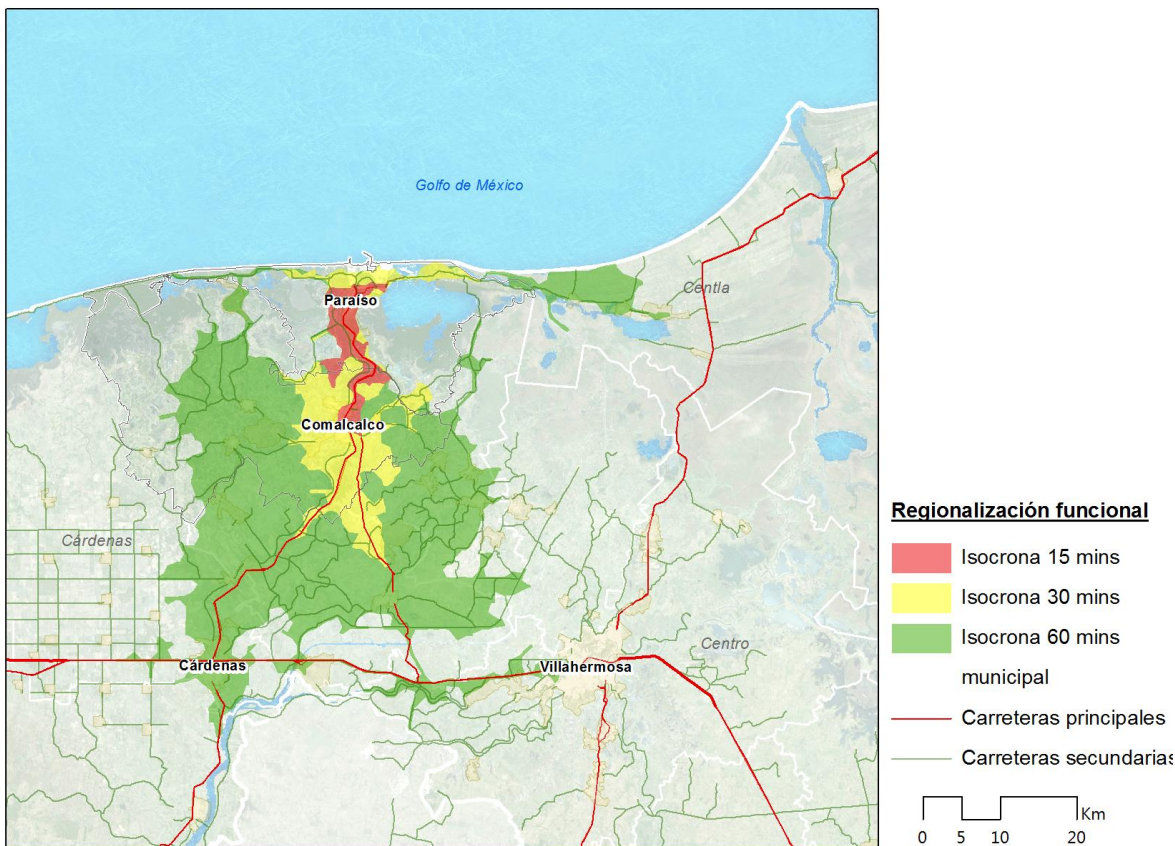 Golfo de México
Paraíso
Centla
Comalcalco
Cárdenas
Cárdenas
Villahermosa
Centro
Regionalización funcional
Isocrona 15 mins
Isocrona 30 mins
Isocrona 60 mins
municipal
Carreteras principales
Carreteras secundarias
Km
0 5 10 20